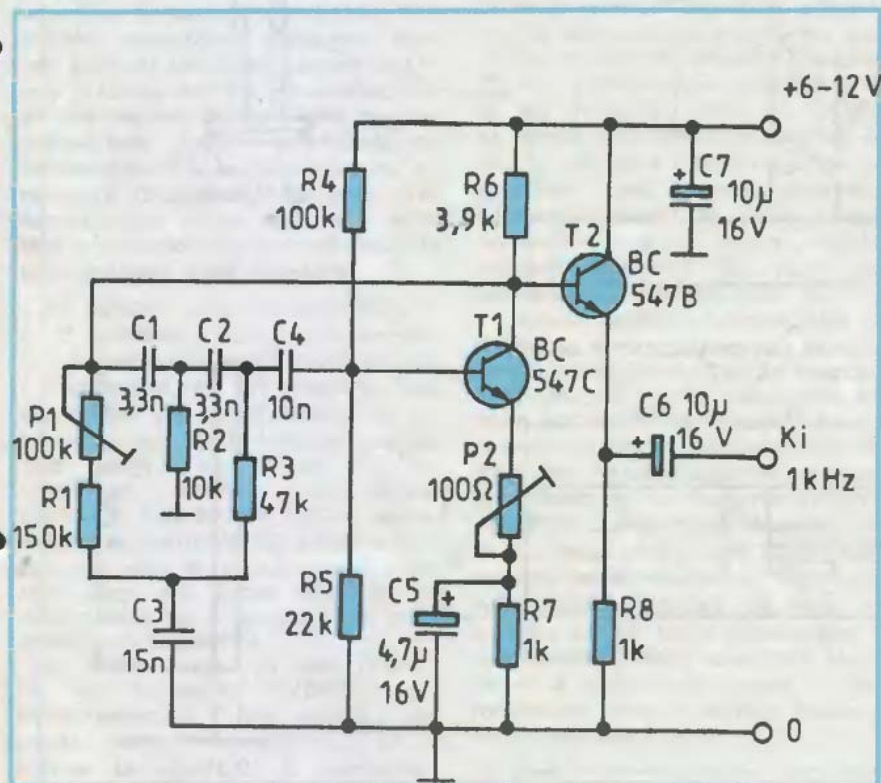 +6-12V
R4
100k
R6
3,9k
C7
+
10µ
16V
T2
BC
547B
C1
3,3n
C2
3,3n
C4
10n
T1
BC
547C
P1
100k
R2
10k
R3
47k
R1
150k
P2
100Ω
C6 10µ
+ 16 V
Ki
1kHz
C3
15n
R5
22k
C5
+
4,7µ
16V
R7
1k
R8
1k
0